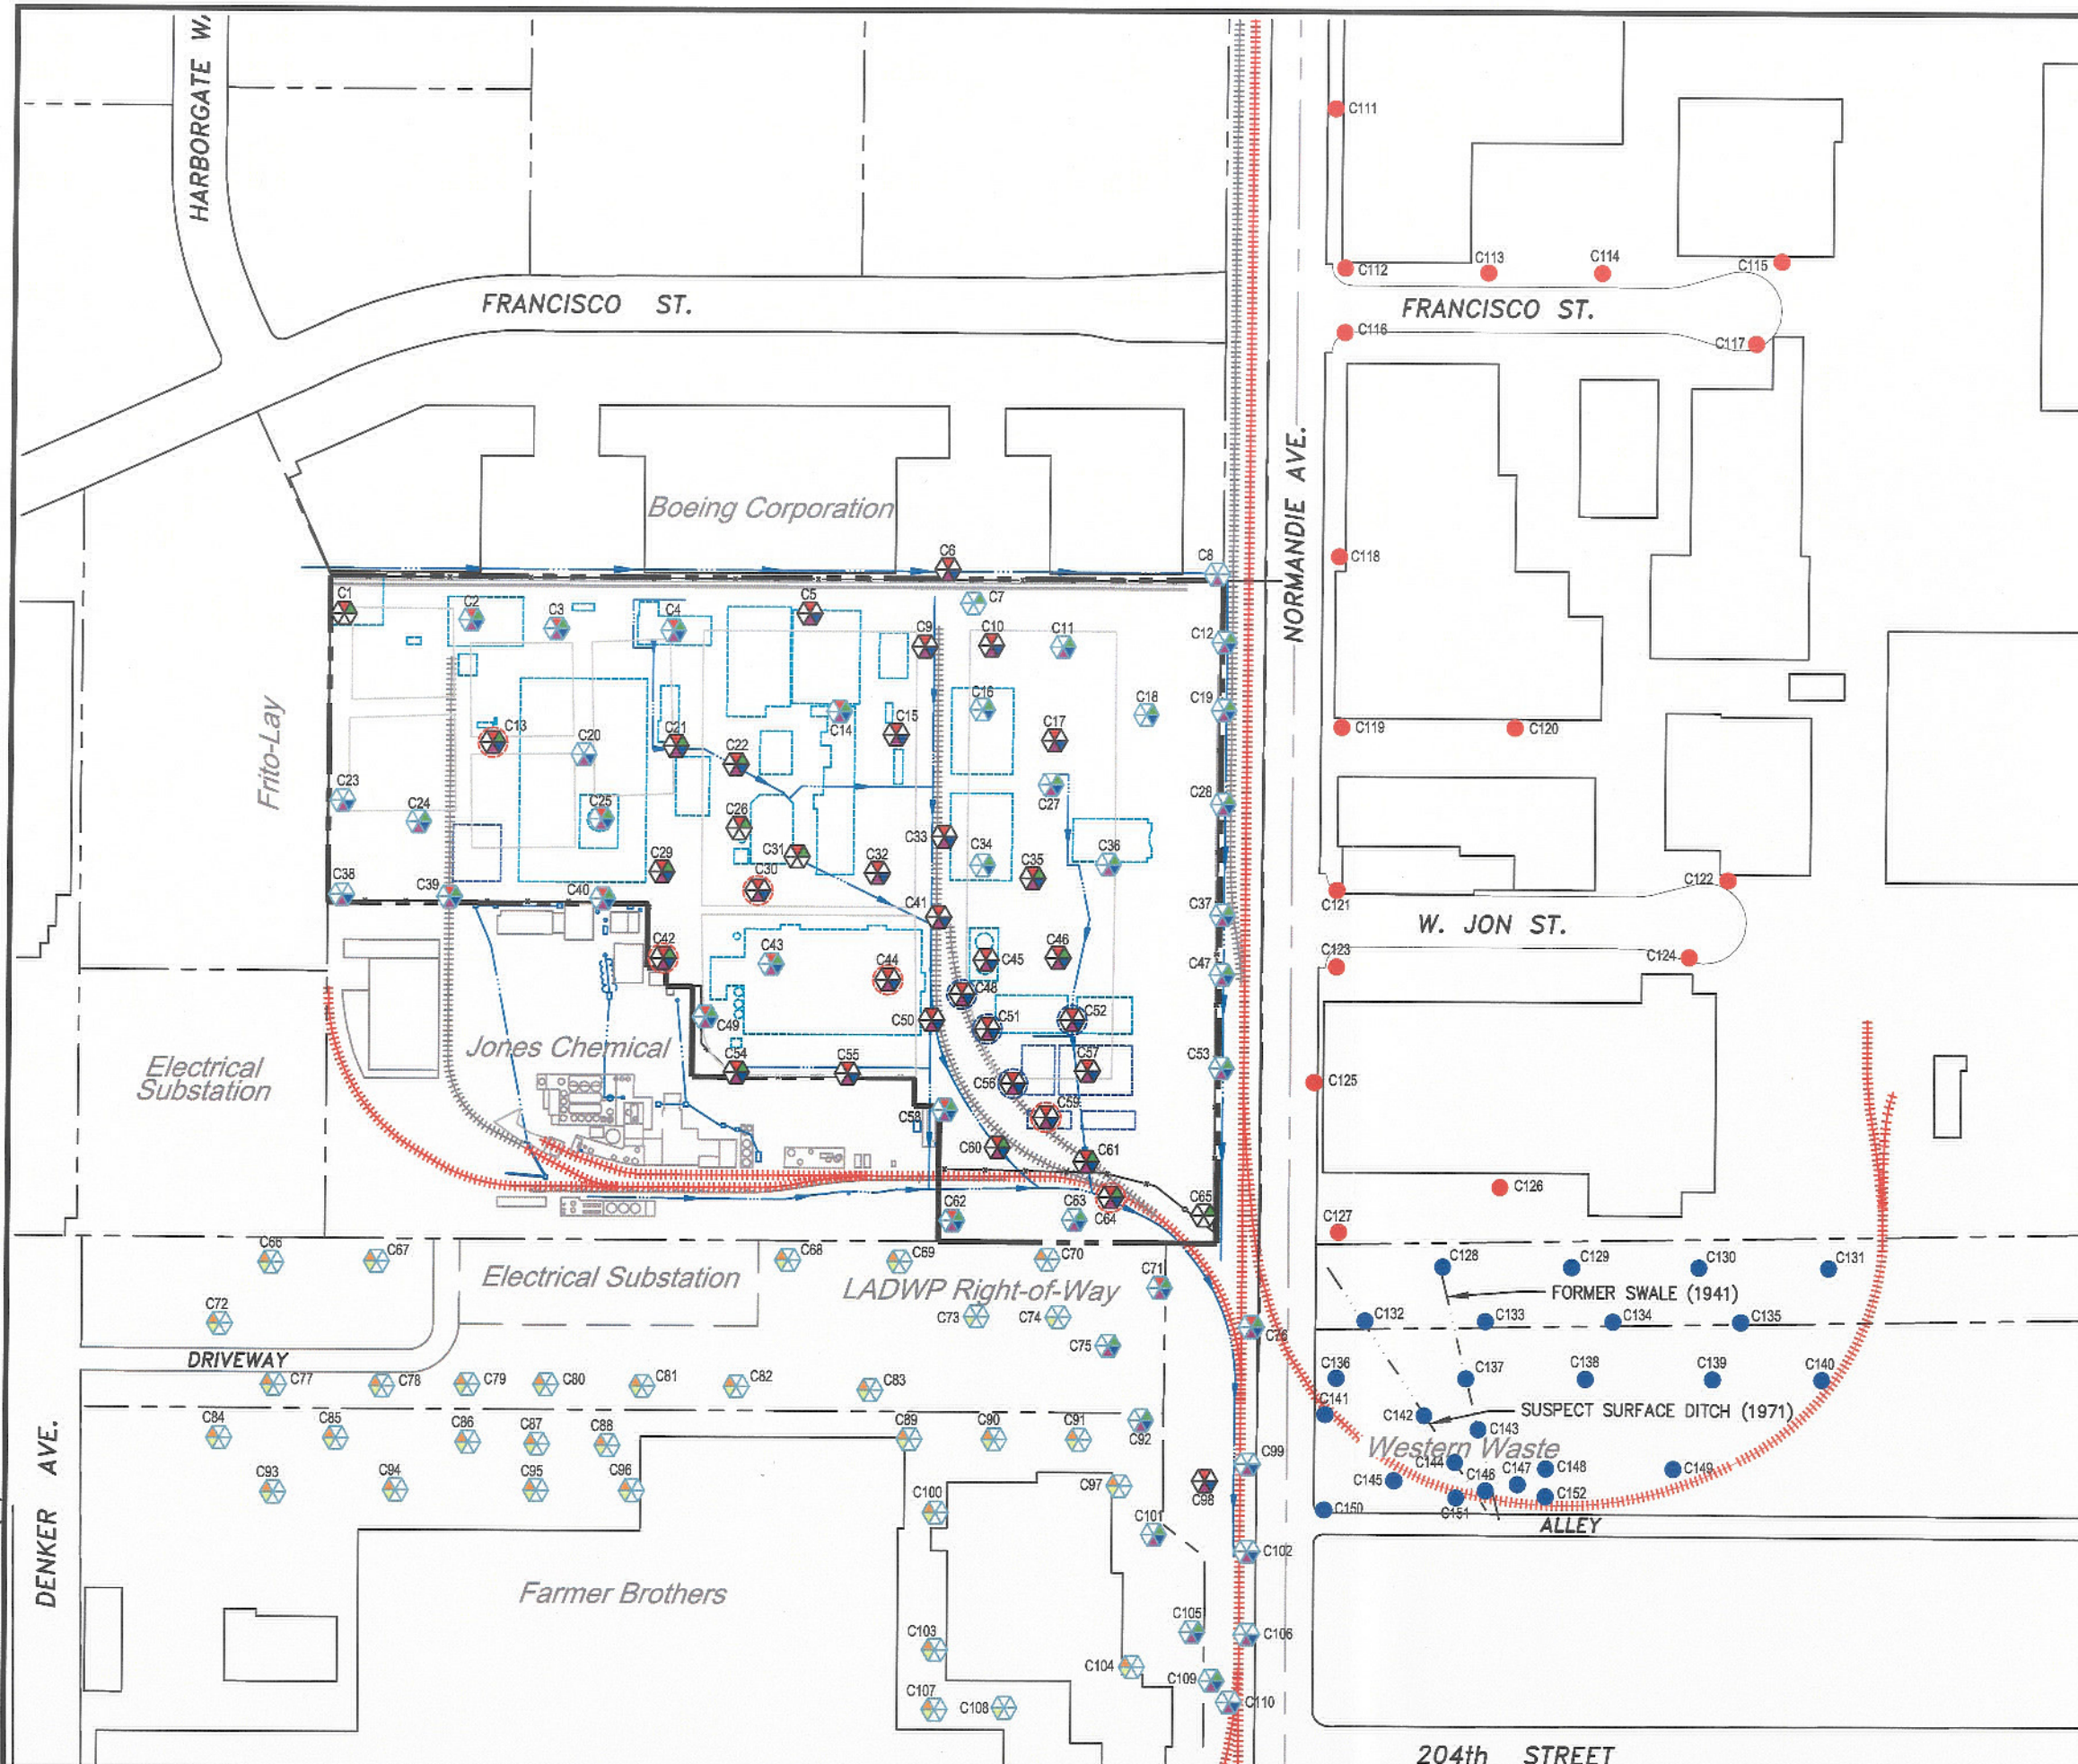 HARBORGATE W.
C111
C112
C113
C114
C115
FRANCISCO ST.
FRANCISCO ST.
C116
C117
NORMANDIE AVE.
Boeing Corporation
C6
C8
C118
C1
C2
C3
C4
C5
C7
C9
C10
C11
C12
Frito-Lay
C13
C14
C15
C16
C17
C18
C19
C119
C120
C20
C21
C22
C23
C24
C25
C26
C27
C28
C29
C30
C31
C32
C33
C34
C35
C36
C37
C38
C39
C40
C41
C121
C122
W. JON ST.
C123
C124
C42
C43
C44
C45
C46
C47
C48
C49
C50
C51
C52
C53
Jones Chemical
Electrical
Substation
C54
C55
C56
C57
C125
C58
C59
C60
C61
C62
C63
C64
C65
C126
C127
C66
C67
C68
C69
C70
Electrical Substation
LADWP Right-of-Way
C71
C128
C129
C130
C131
FORMER SWALE (1941)
C72
C73
C74
C75
C76
C132
C133
C134
C135
DRIVEWAY
C77
C78
C79
C80
C81
C82
C83
C136
C137
C138
C139
C140
C141
C142
SUSPECT SURFACE DITCH (1971)
C143
C84
C85
C86
C87
C88
C89
C90
C91
C92
Western Waste
DENKER AVE.
C93
C94
C95
C96
C97
C98
C99
C144
C145
C146
C147
C148
C149
C150
C151
C152
ALLEY
C100
C101
C102
Farmer Brothers
C103
C104
C105
C106
C107
C108
C109
C110
204th STREET